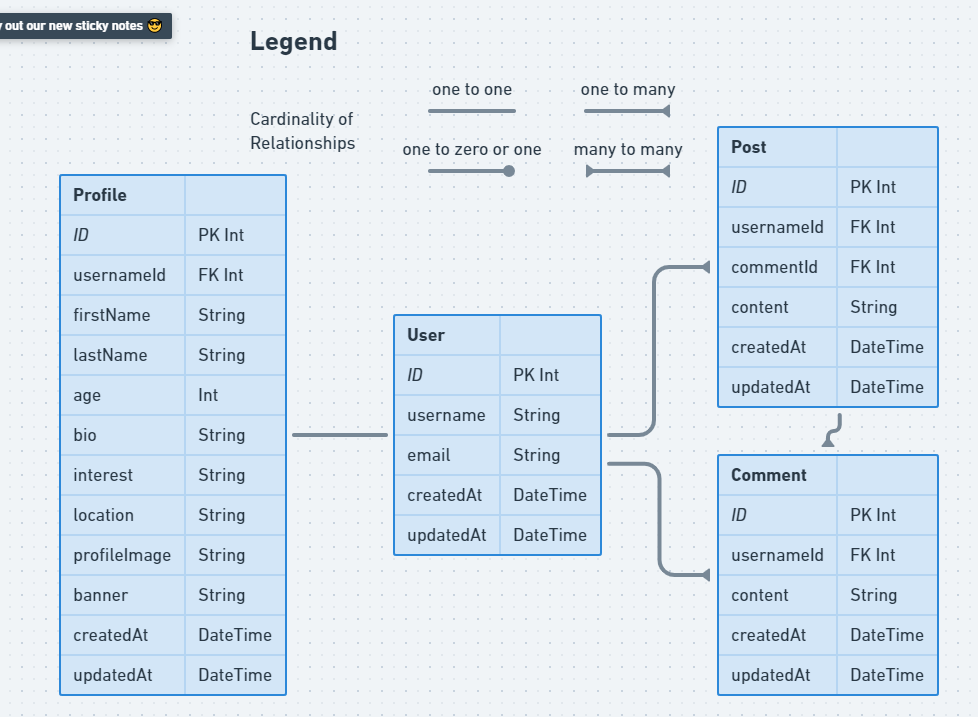 out our new sticky notes 😎
Legend
Cardinality of
Relationships
one to one
one to many
one to zero or one
many to many
Profile
ID PK Int
usernameId FK Int
firstName String
lastName String
age Int
bio String
interest String
location String
profileImage String
banner String
createdAt DateTime
updatedAt DateTime
User
ID PK Int
username String
email String
createdAt DateTime
updatedAt DateTime
Post
ID PK Int
usernameId FK Int
commentId FK Int
content String
createdAt DateTime
updatedAt DateTime
Comment
ID PK Int
usernameId FK Int
content String
createdAt DateTime
updatedAt DateTime